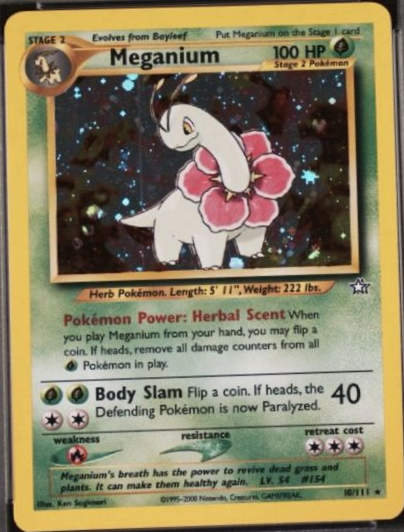 STAGE 2 Evolves from Bayleef Put Meganium on the Stage 1 card
Meganium 100 HP
Stage 2 Pokémon
Herb Pokémon. Length: 5' 11", Weight: 222 lbs.
Pokémon Power: Herbal Scent When
you play Meganium from your hand, you may flip a
coin. If heads, remove all damage counters from all
Pokémon in play.
Body Slam Flip a coin. If heads, the 40
Defending Pokémon is now Paralyzed.
weakness resistance retreat cost
Meganium's breath has the power to revive dead grass and
plants. It can make them healthy again. LV. 54 #154
Illus. Ken Sugimori ©1995-2000 Nintendo, Creatures, GAMEFREAK. 10/111